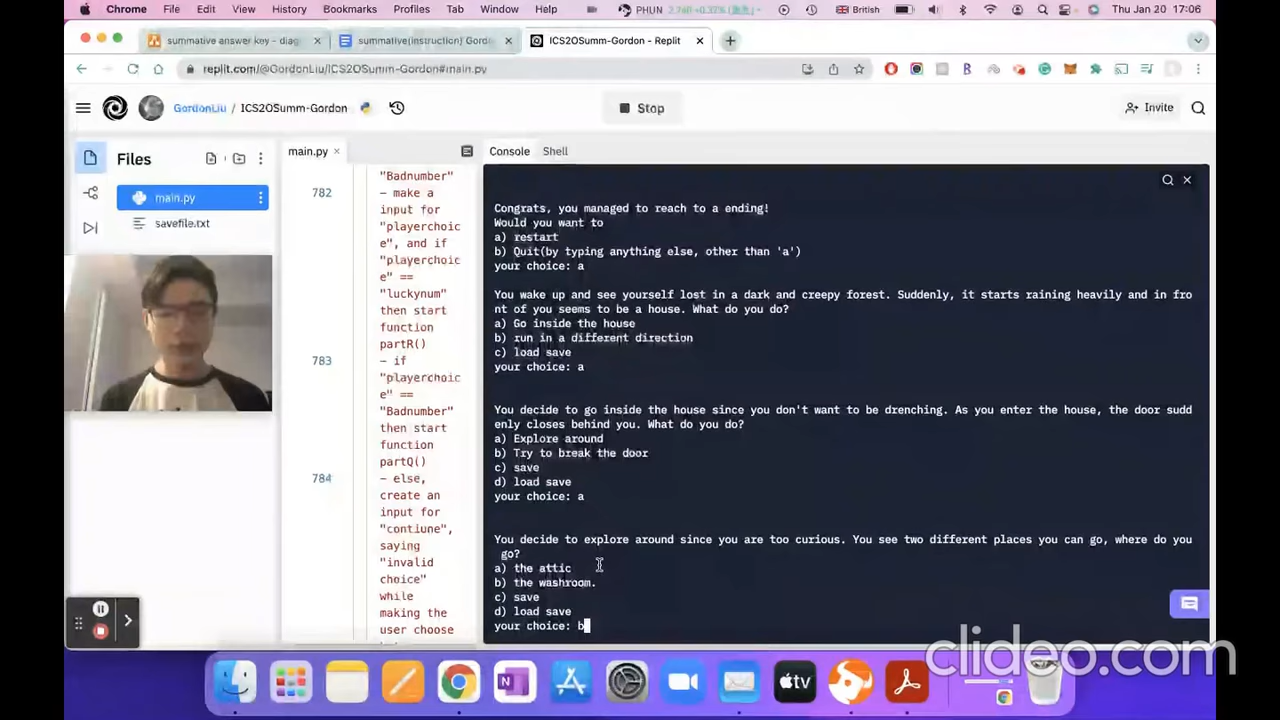 Chrome File Edit View History Bookmarks Profiles Tab Window Help PHUN British Thu Jan 20 17:06
summative answer key - diag × summative(instruction) Gord × ICS2OSumm-Gordon - Replit ×
replit.com/@GordonLiu/ICS2OSumm-Gordon#main.py
GordonLiu / ICS2OSumm-Gordon Stop Invite
Files main.py × Console Shell
main.py
savefile.txt
"Badnumber"
782 - make a
input for
"playerchoic
e", and if
"playerchoic
e" ==
"luckynum"
then start
function
partR()
783 - if
"playerchoic
e" ==
"Badnumber"
then start
function
partQ()
784 - else,
create an
input for
"contiune",
saying
"invalid
choice"
while
making the
user choose
Congrats, you managed to reach to a ending!
Would you want to
a) restart
b) Quit(by typing anything else, other than 'a')
your choice: a
You wake up and see yourself lost in a dark and creepy forest. Suddenly, it starts raining heavily and in fro
nt of you seems to be a house. What do you do?
a) Go inside the house
b) run in a different direction
c) load save
your choice: a
You decide to go inside the house since you don't want to be drenching. As you enter the house, the door sudd
enly closes behind you. What do you do?
a) Explore around
b) Try to break the door
c) save
d) load save
your choice: a
You decide to explore around since you are too curious. You see two different places you can go, where do you
go?
a) the attic
b) the washroom.
c) save
d) load save
your choice: b
clideo.com
tv